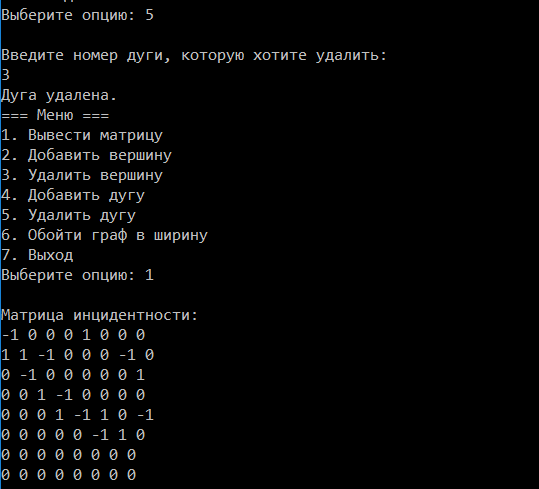 Выберите опцию: 5
Введите номер дуги, которую хотите удалить:
3
Дуга удалена.
=== Меню ===
1. Вывести матрицу
2. Добавить вершину
3. Удалить вершину
4. Добавить дугу
5. Удалить дугу
6. Обойти граф в ширину
7. Выход
Выберите опцию: 1
Матрица инцидентности:
-1 0 0 0 1 0 0 0
1 1 -1 0 0 0 -1 0
0 -1 0 0 0 0 0 1
0 0 1 -1 0 0 0 0
0 0 0 1 -1 1 0 -1
0 0 0 0 0 -1 1 0
0 0 0 0 0 0 0 0
0 0 0 0 0 0 0 0